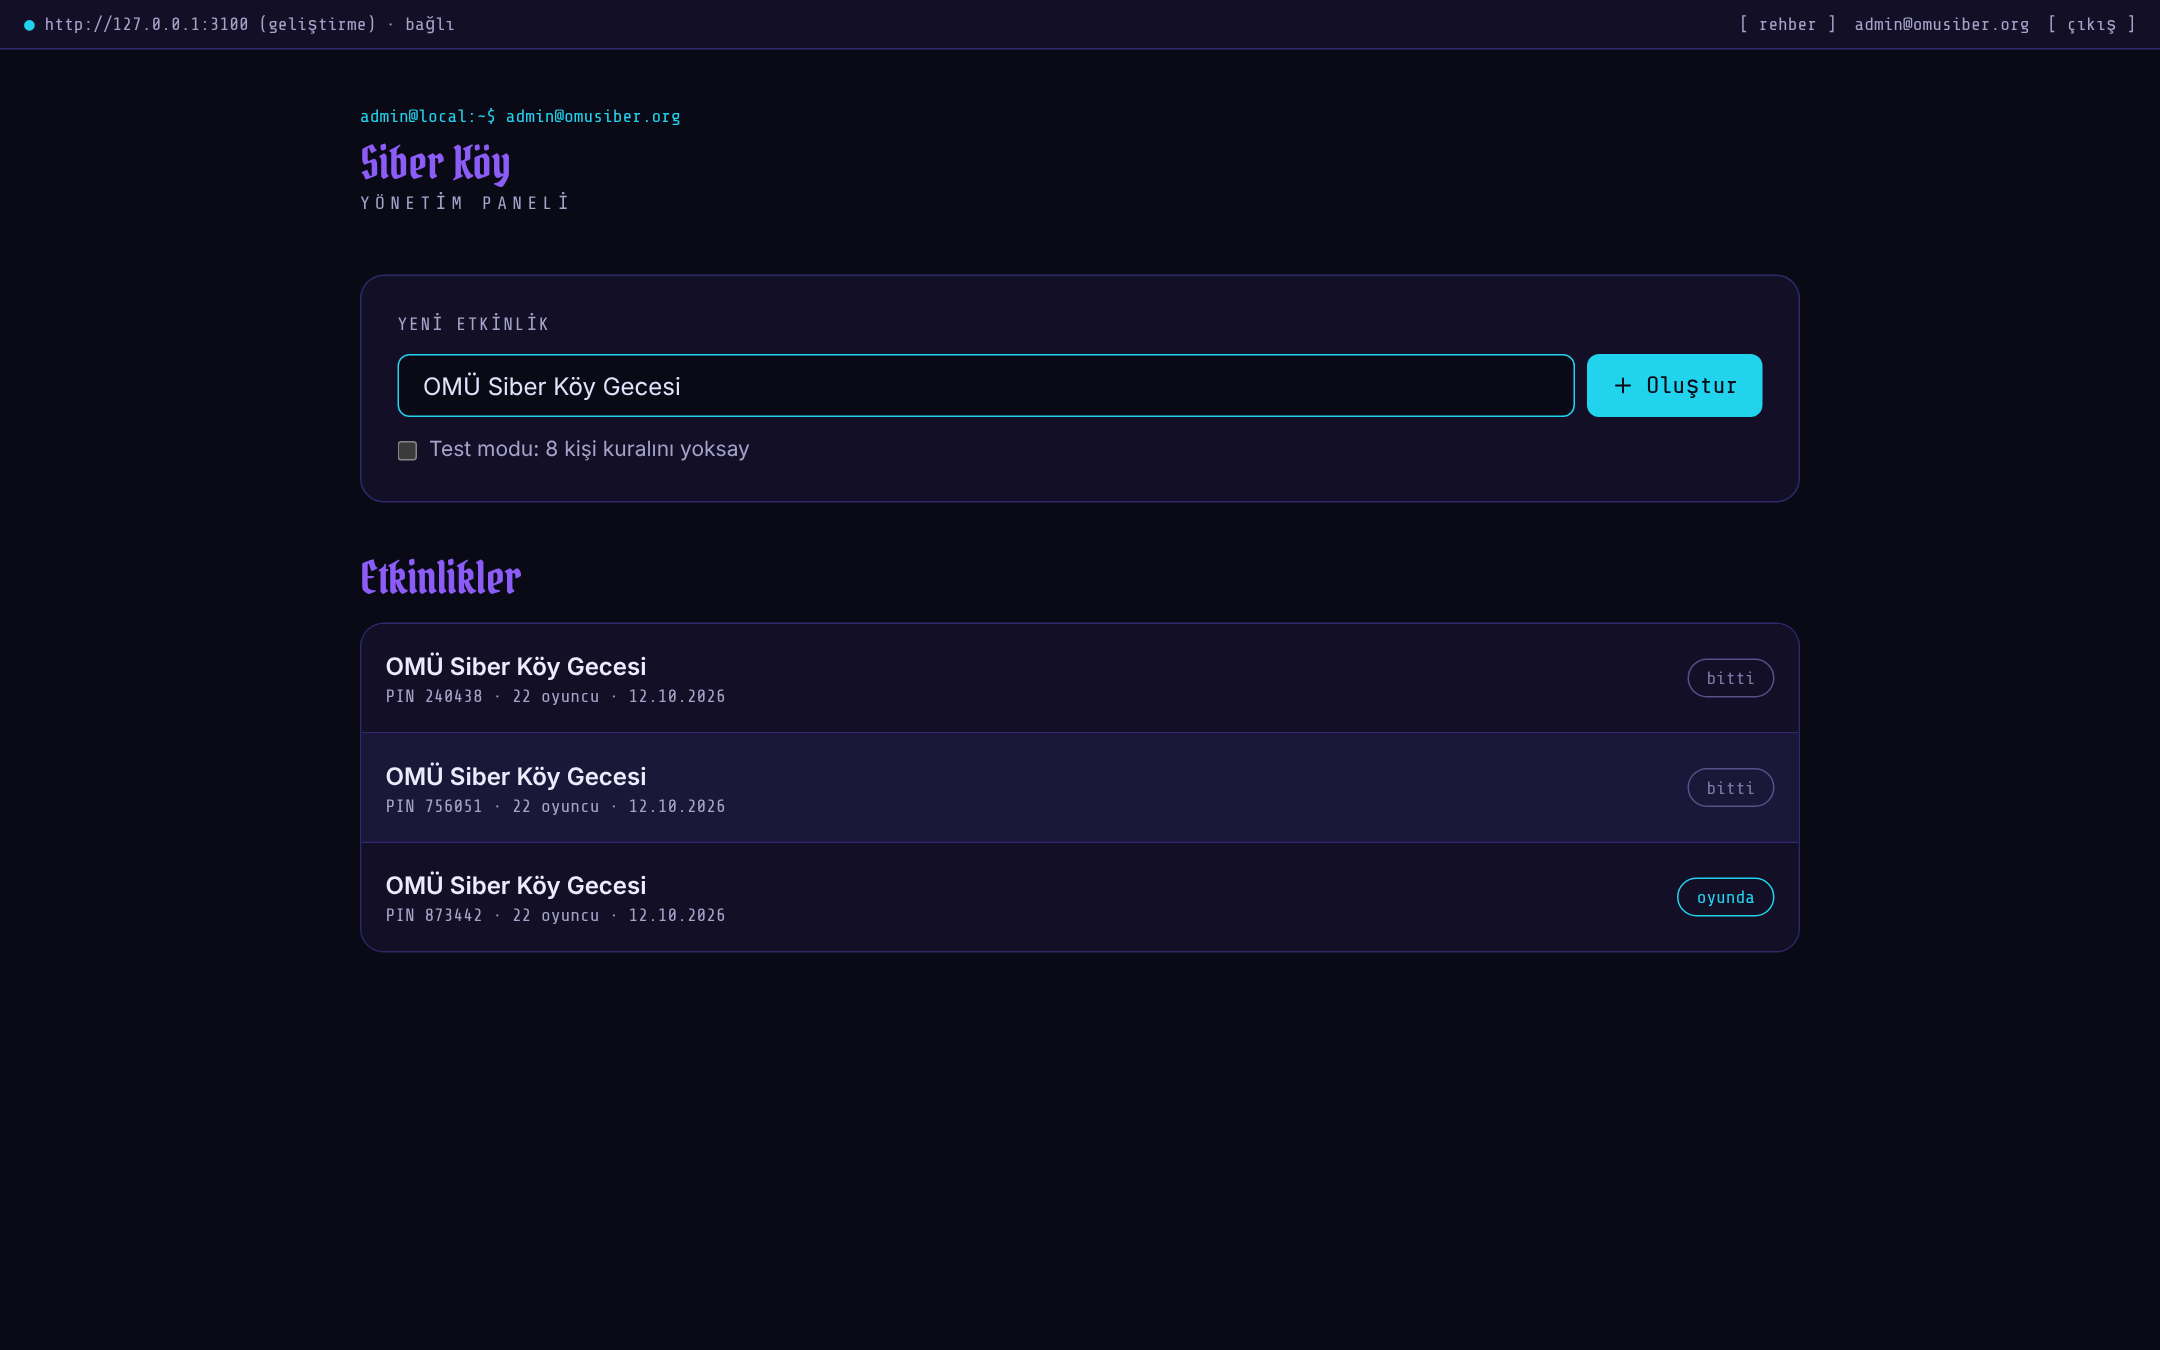 http://127.0.0.1:3100 (geliştirme) · bağlı
[ rehber ] admin@omusiber.org [ çıkış ]
admin@local:~$ admin@omusiber.org
Siber Köy
YÖNETİM PANELİ
YENİ ETKİNLİK
OMÜ Siber Köy Gecesi
+ Oluştur
Test modu: 8 kişi kuralını yoksay
Etkinlikler
OMÜ Siber Köy Gecesi
PIN 240438 · 22 oyuncu · 12.10.2026
bitti
OMÜ Siber Köy Gecesi
PIN 756051 · 22 oyuncu · 12.10.2026
bitti
OMÜ Siber Köy Gecesi
PIN 873442 · 22 oyuncu · 12.10.2026
oyunda